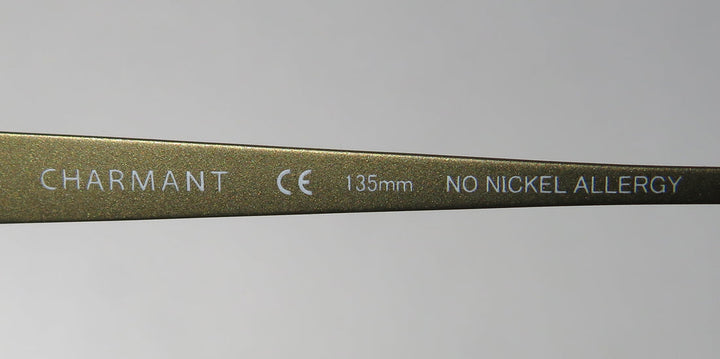 CHARMANT CE 135mm NO NICKEL ALLERGY